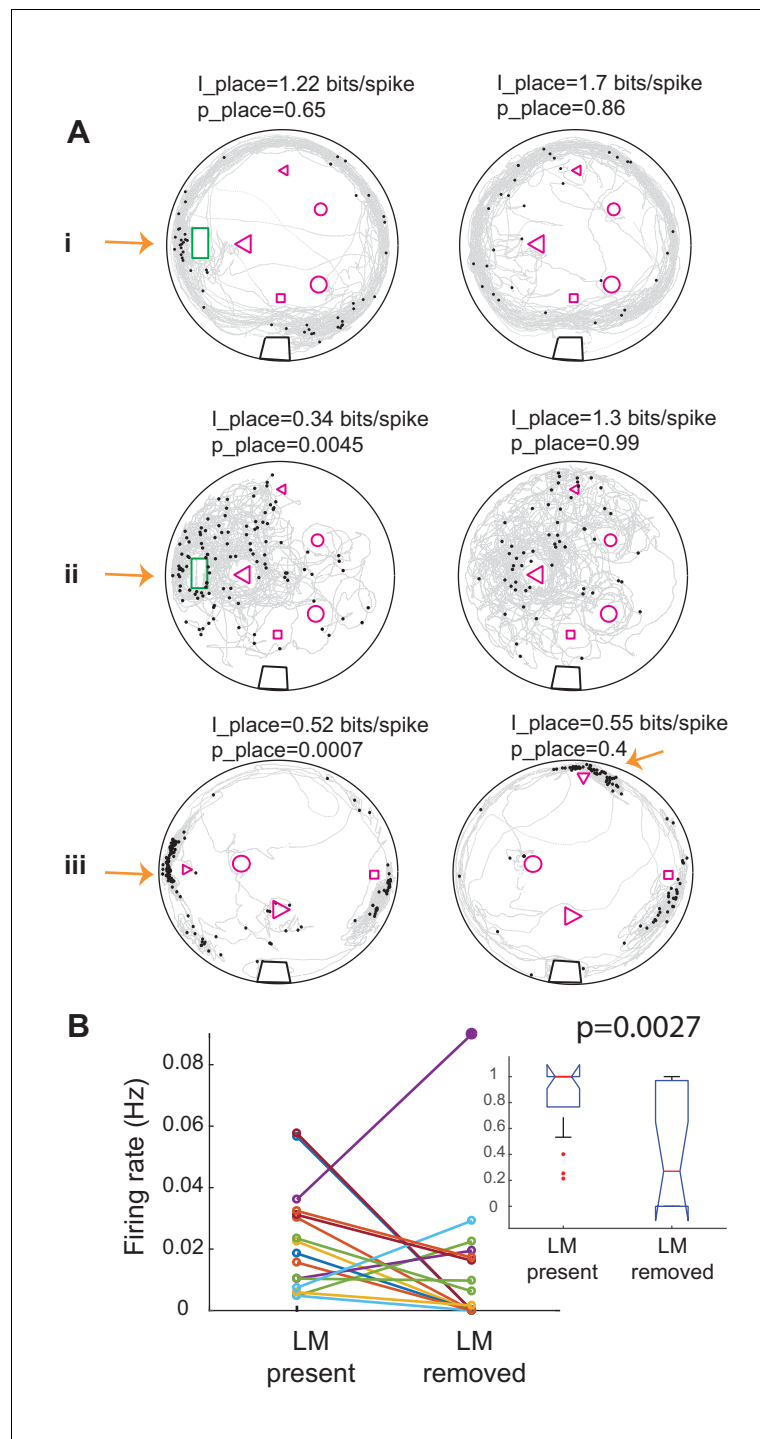 A
I_place=1.22 bits/spike
p_place=0.65
I_place=1.7 bits/spike
p_place=0.86
i
I_place=0.34 bits/spike
p_place=0.0045
I_place=1.3 bits/spike
p_place=0.99
ii
I_place=0.52 bits/spike
p_place=0.0007
I_place=0.55 bits/spike
p_place=0.4
iii
B
p=0.0027
Firing rate (Hz)
0.08
0.06
0.04
0.02
0
LM present
LM removed
1
0.8
0.6
0.4
0.2
0
LM present
LM removed